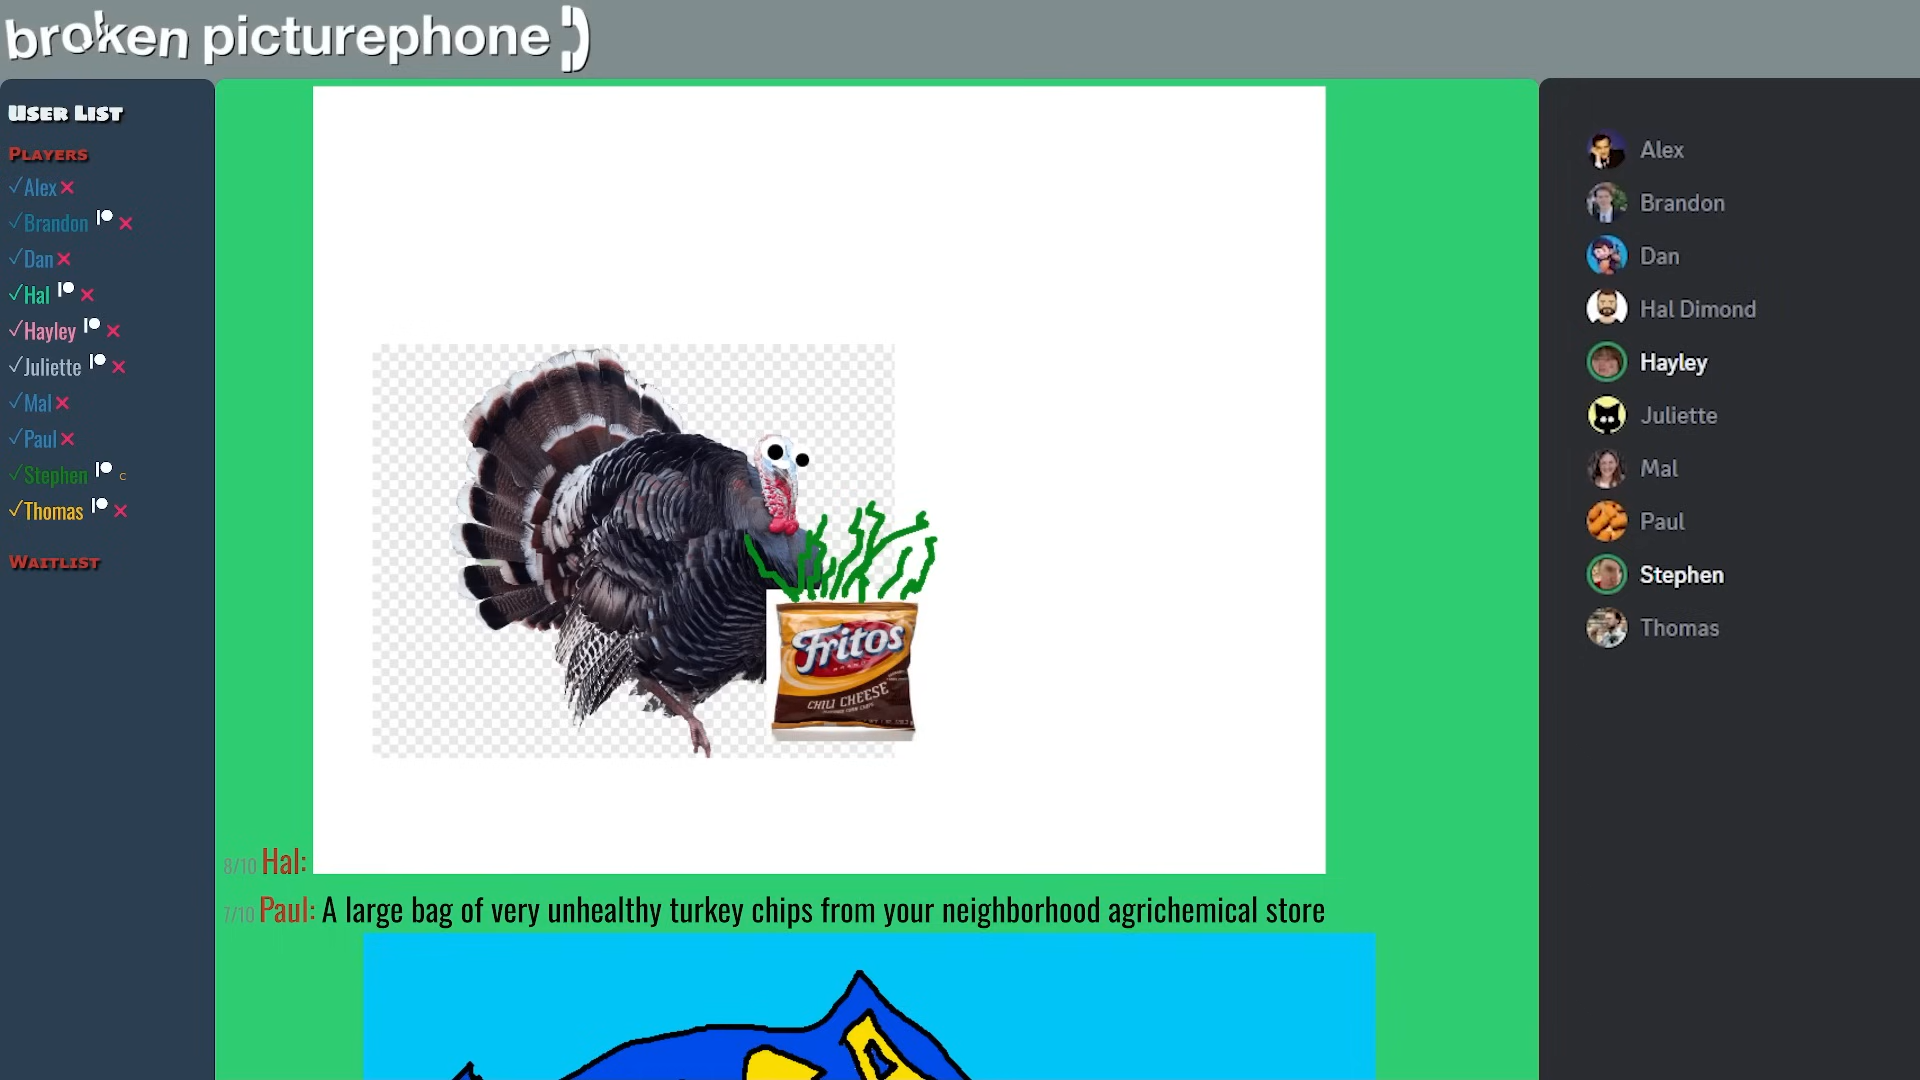 broken picturephone
User List
Players
✓Alex ×
✓Brandon ×
✓Dan ×
✓Hal ×
✓Hayley ×
✓Juliette ×
✓Mal ×
✓Paul ×
✓Stephen c
✓Thomas ×
Waitlist
Fritos
BRAND
CHILI CHEESE
8/10 Hal:
7/10 Paul: A large bag of very unhealthy turkey chips from your neighborhood agrichemical store
Alex
Brandon
Dan
Hal Dimond
Hayley
Juliette
Mal
Paul
Stephen
Thomas